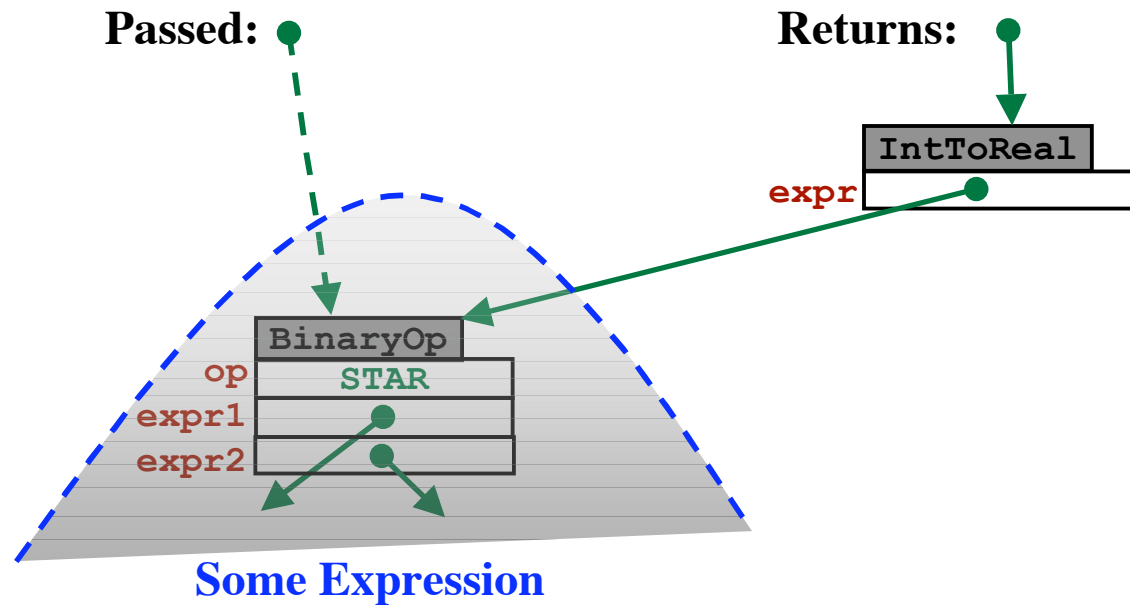 Passed:
Returns:
IntToReal
expr
BinaryOp
op STAR
expr1
expr2
Some Expression